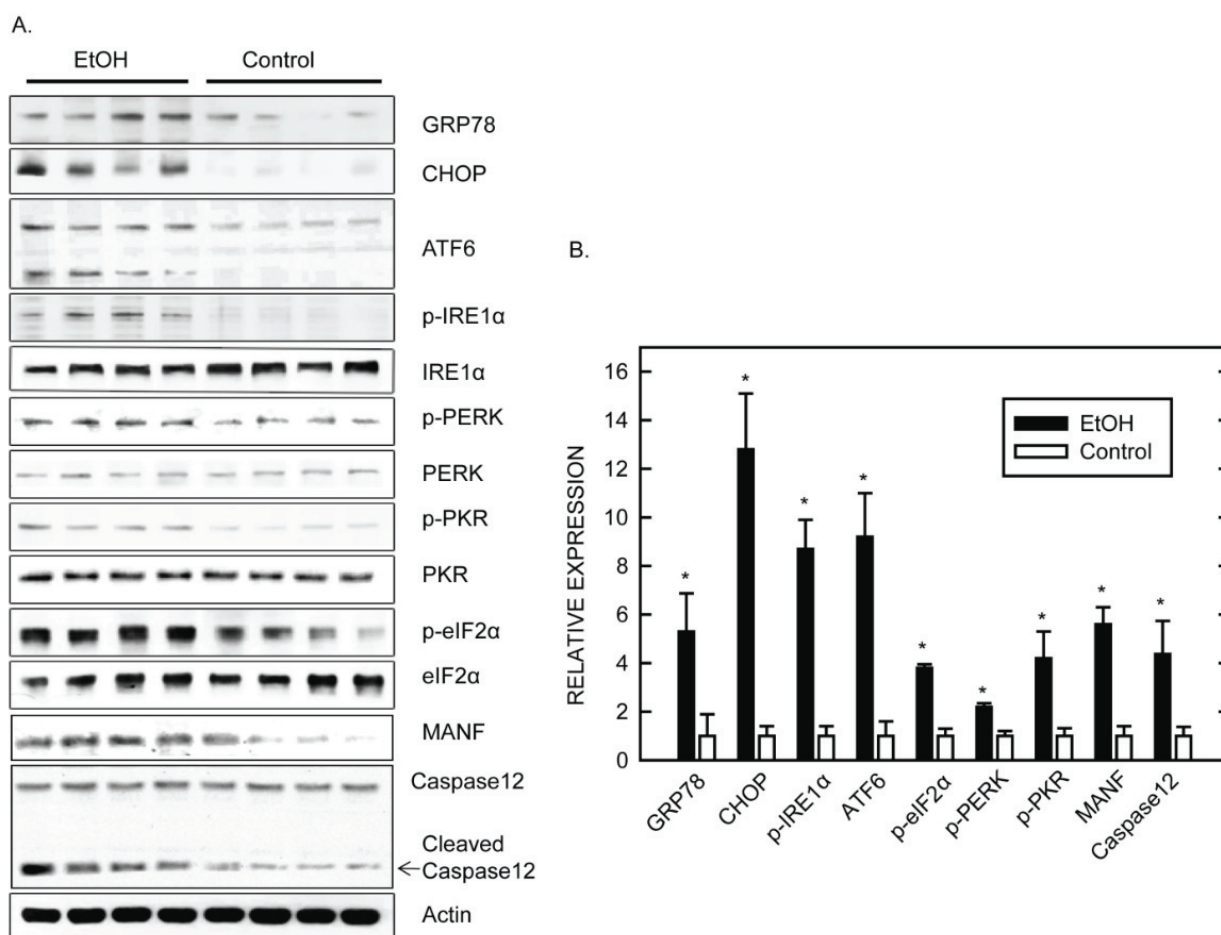 A.
EtOH Control
GRP78
CHOP
ATF6
p-IRE1α
IRE1α
p-PERK
PERK
p-PKR
PKR
p-eIF2α
eIF2α
MANF
Caspase12
Cleaved
Caspase12
Actin
B.
RELATIVE EXPRESSION
16
14
12
10
8
6
4
2
0
* * * * * * * * *
EtOH
Control
GRP78 CHOP p-IRE1α ATF6 p-eIF2α p-PERK p-PKR MANF Caspase12